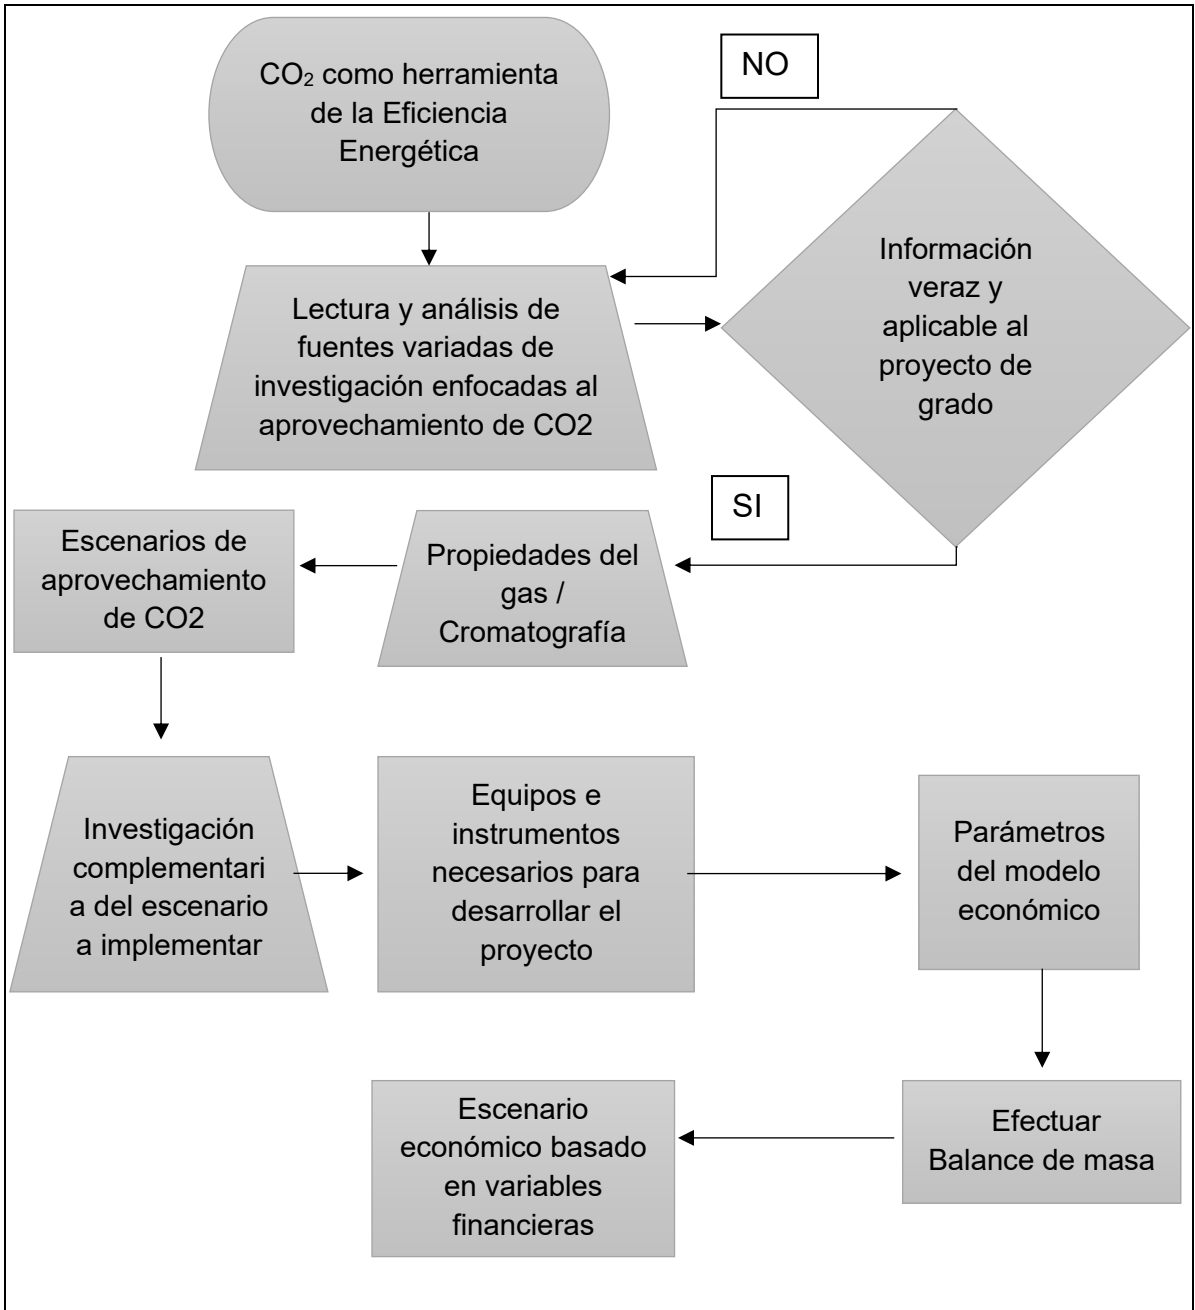 CO₂ como herramienta
de la Eficiencia
Energética
NO
Información
veraz y
aplicable al
proyecto de
grado
Lectura y análisis de
fuentes variadas de
investigación enfocadas al
aprovechamiento de CO2
SI
Propiedades del
gas /
Cromatografía
Escenarios de
aprovechamiento
de CO2
Investigación
complementari
a del escenario
a implementar
Equipos e
instrumentos
necesarios para
desarrollar el
proyecto
Parámetros
del modelo
económico
Efectuar
Balance de masa
Escenario
económico basado
en variables
financieras